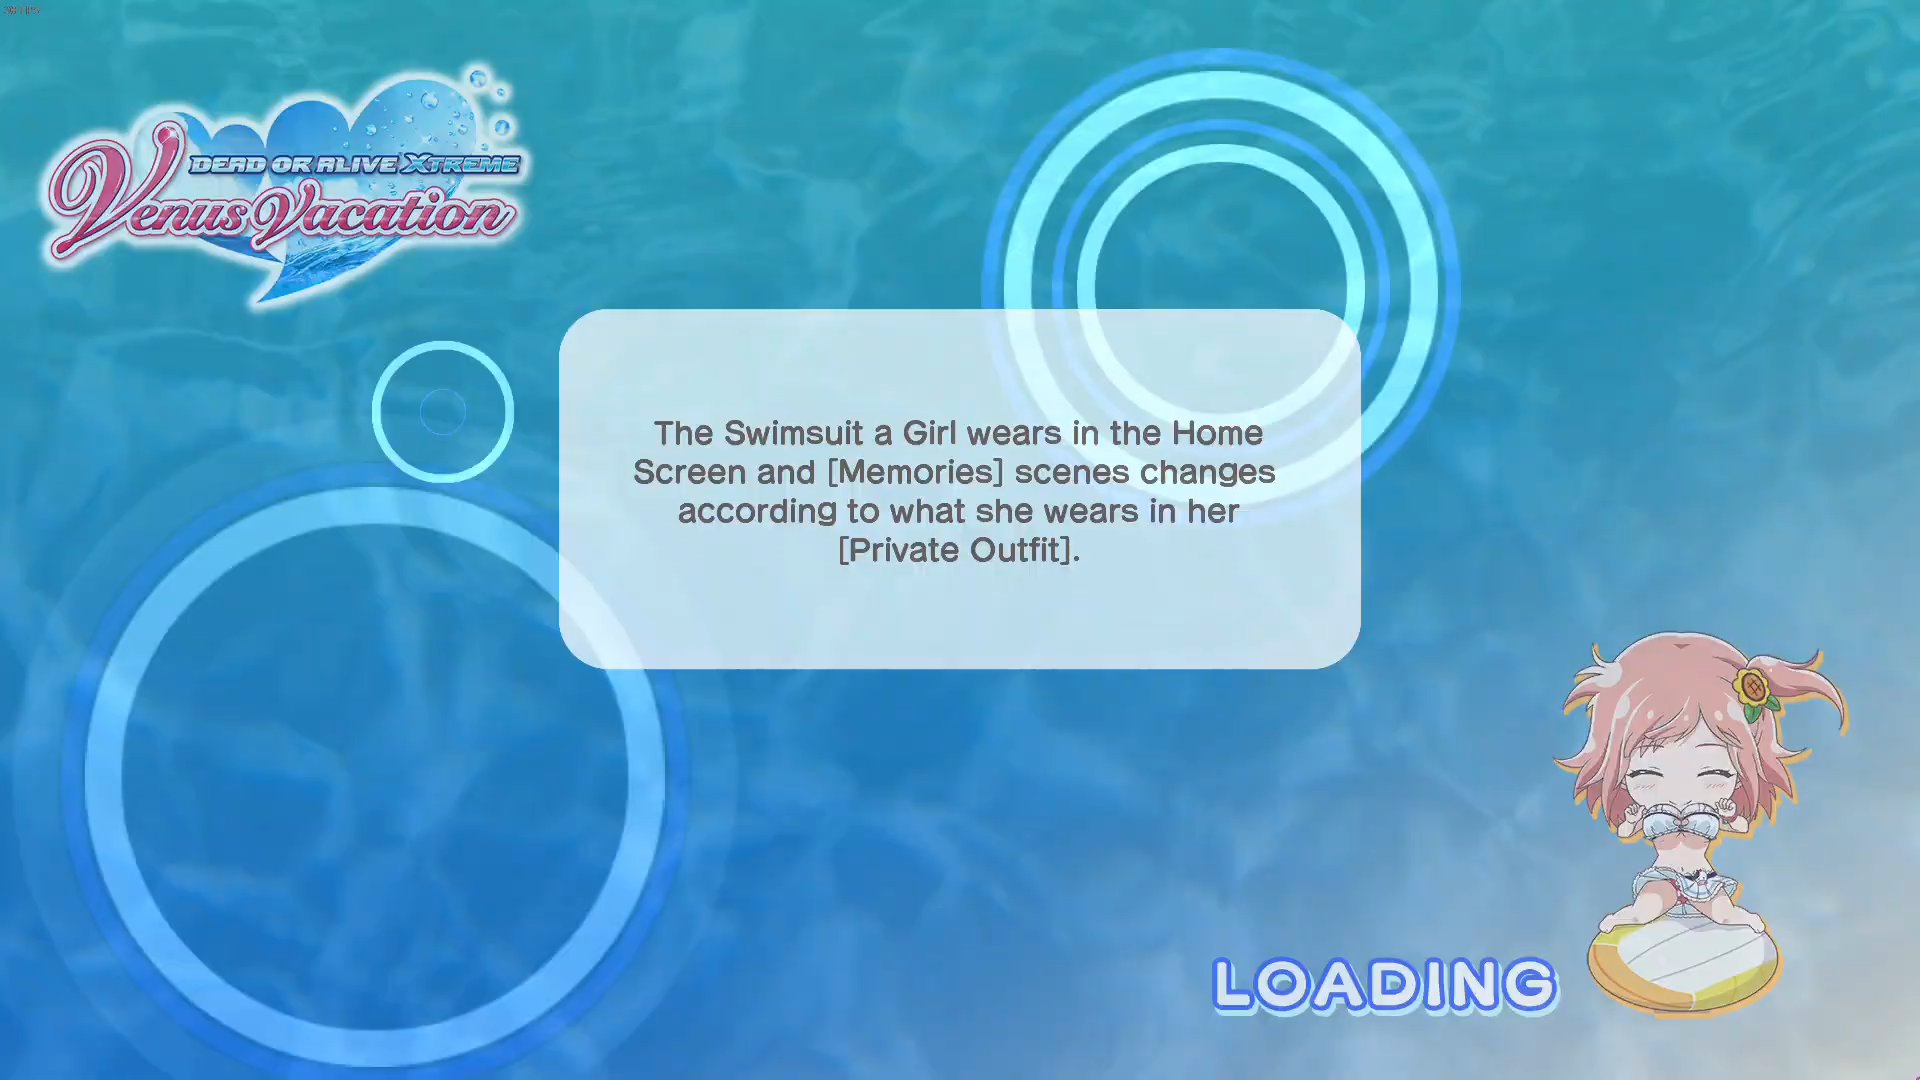 DEAD OR ALIVE XTREME
Venus Vacation
The Swimsuit a Girl wears in the Home
Screen and [Memories] scenes changes
according to what she wears in her
[Private Outfit].
LOADING